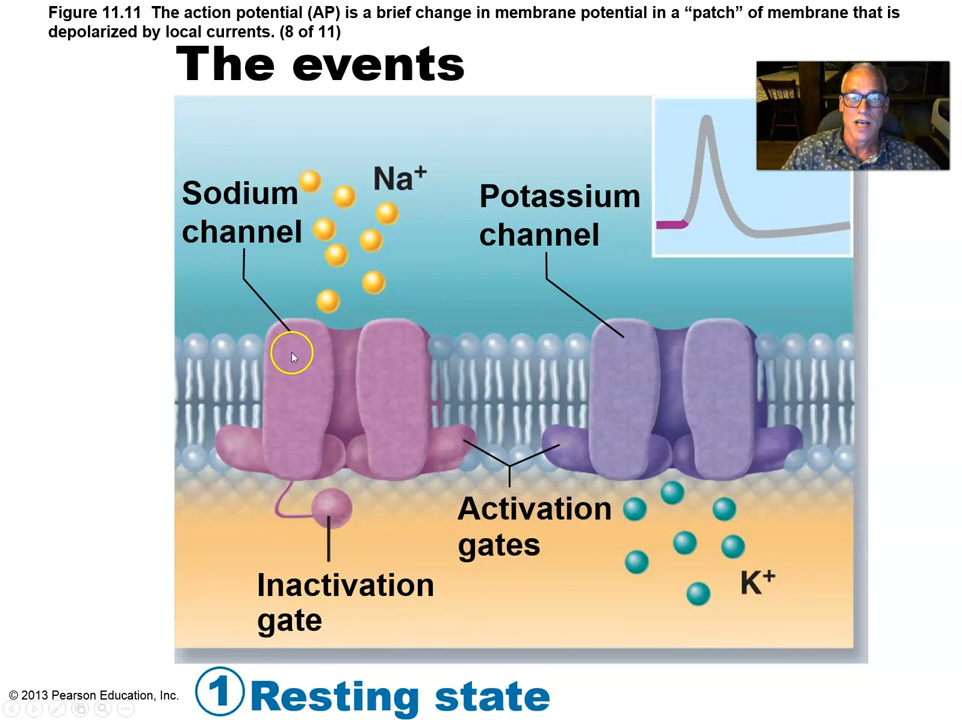 Figure 11.11 The action potential (AP) is a brief change in membrane potential in a “patch” of membrane that is
depolarized by local currents. (8 of 11)
The events
Sodium
channel
Na+
Potassium
channel
Activation
gates
Inactivation
gate
K+
© 2013 Pearson Education, Inc.
1 Resting state